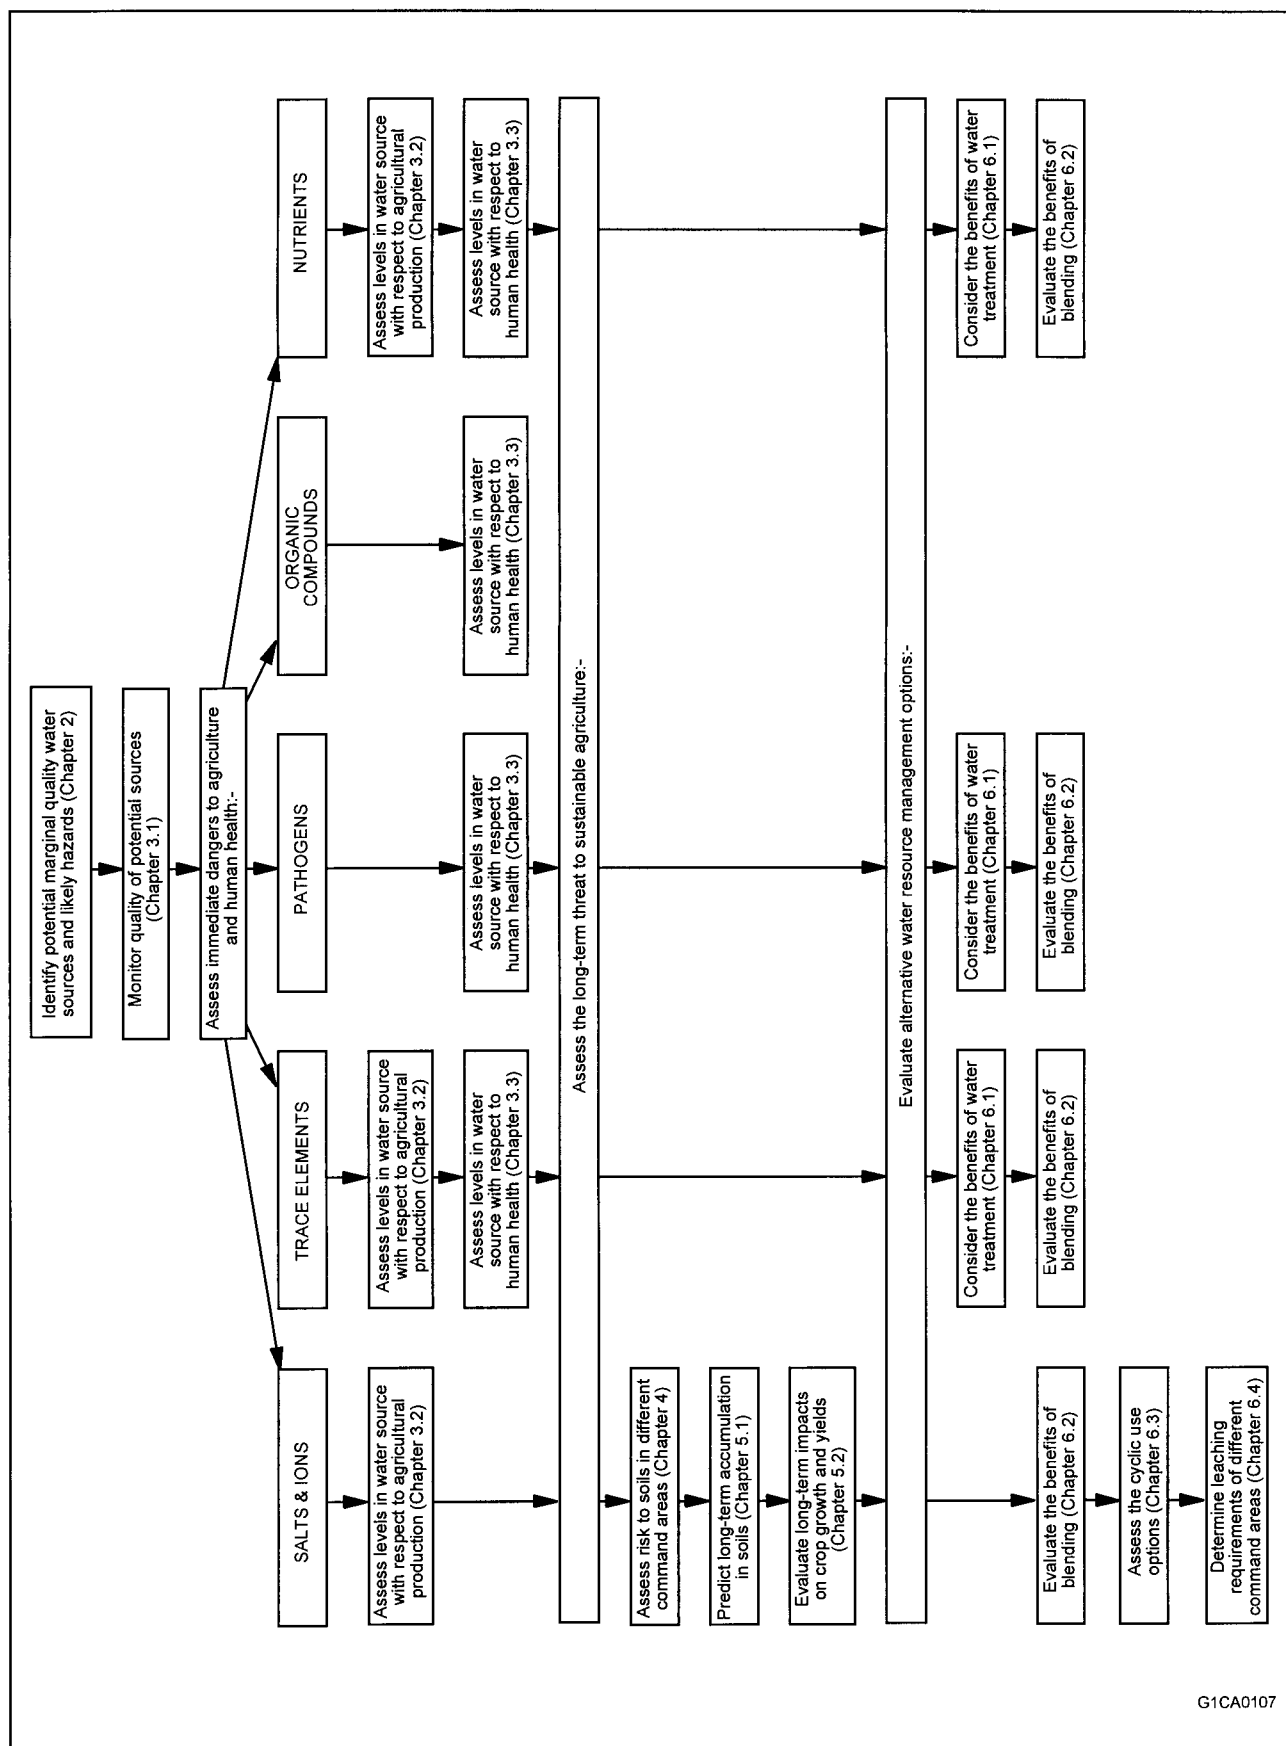 Identify potential marginal quality water
sources and likely hazards (Chapter 2)
Monitor quality of potential sources
(Chapter 3.1)
Assess immediate dangers to agriculture
and human health:-
SALTS & IONS
TRACE ELEMENTS
PATHOGENS
ORGANIC
COMPOUNDS
NUTRIENTS
Assess levels in water source
with respect to agricultural
production (Chapter 3.2)
Assess levels in water source
with respect to agricultural
production (Chapter 3.2)
Assess levels in water source
with respect to agricultural
production (Chapter 3.2)
Assess levels in water
source with respect to
human health (Chapter 3.3)
Assess levels in water
source with respect to
human health (Chapter 3.3)
Assess levels in water
source with respect to
human health (Chapter 3.3)
Assess levels in water
source with respect to
human health (Chapter 3.3)
Assess the long-term threat to sustainable agriculture:-
Assess risk to soils in different
command areas (Chapter 4)
Predict long-term accumulation
in soils (Chapter 5.1)
Evaluate long-term impacts
on crop growth and yields
(Chapter 5.2)
Evaluate alternative water resource management options:-
Consider the benefits of water
treatment (Chapter 6.1)
Consider the benefits of water
treatment (Chapter 6.1)
Consider the benefits of water
treatment (Chapter 6.1)
Evaluate the benefits of
blending (Chapter 6.2)
Evaluate the benefits of
blending (Chapter 6.2)
Evaluate the benefits of
blending (Chapter 6.2)
Evaluate the benefits of
blending (Chapter 6.2)
Assess the cyclic use
options (Chapter 6.3)
Determine leaching
requirements of different
command areas (Chapter 6.4)
G1CA0107